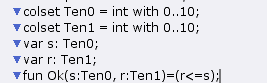 colset Ten0 = int with 0..10;
colset Ten1 = int with 0..10;
var s: Ten0;
var r: Ten1;
fun Ok(s:Ten0, r:Ten1)=(r<=s);